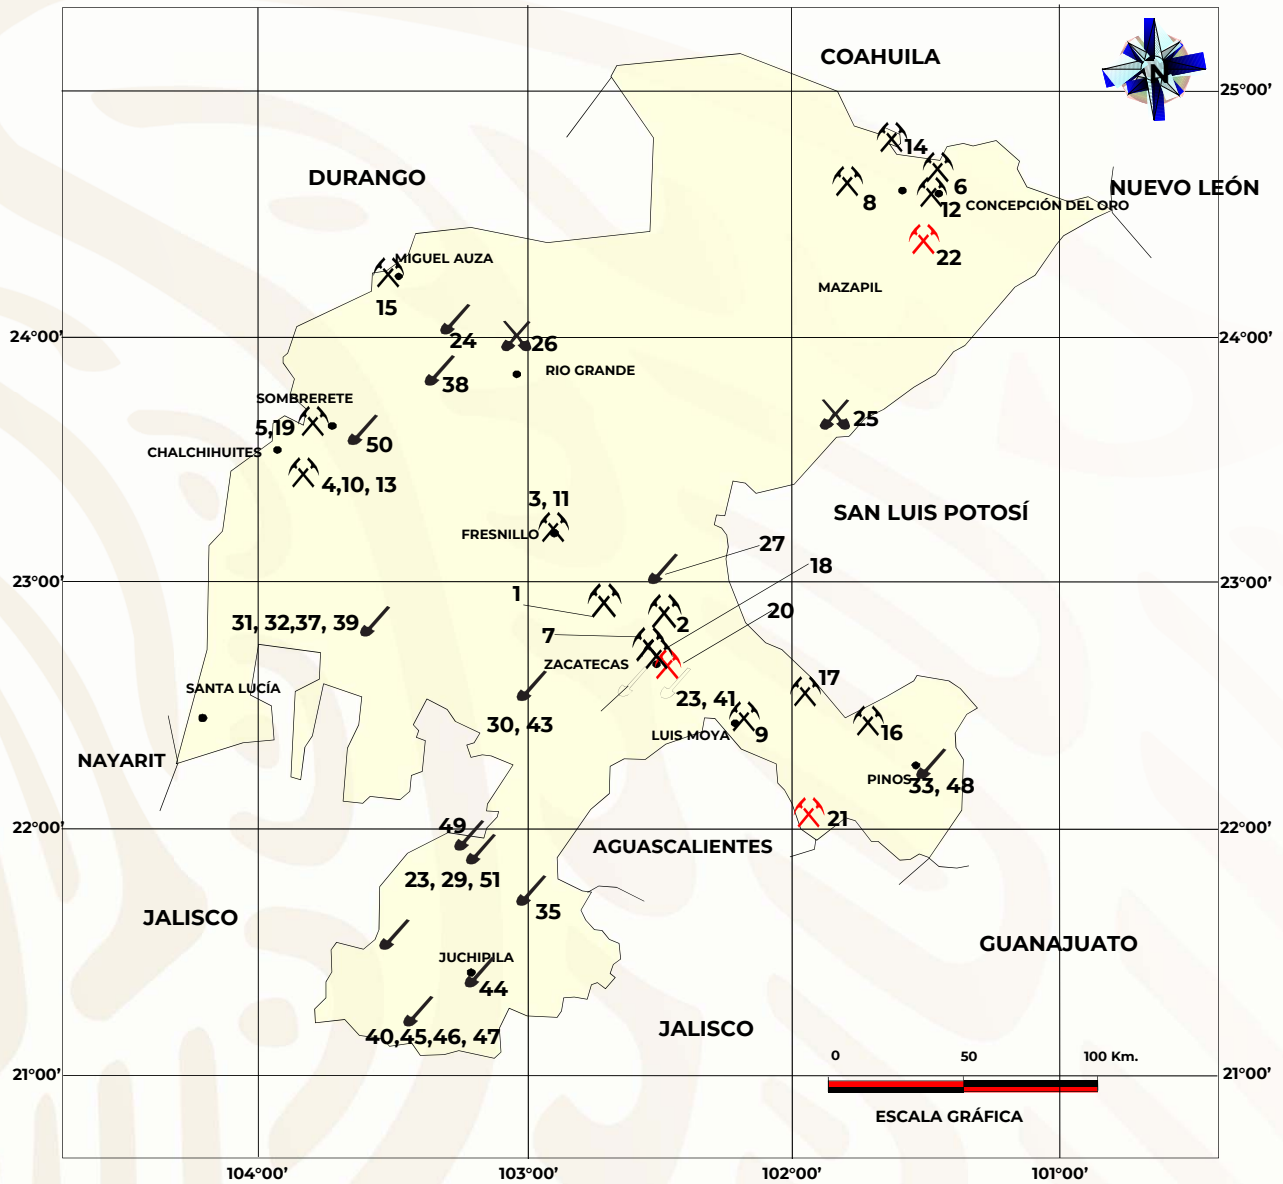 COAHUILA
N
25°00’
25°00’
14
DURANGO
6
NUEVO LEÓN
8
12
CONCEPCIÓN DEL ORO
22
MIGUEL AUZA
MAZAPIL
15
24°00’
24
26
24°00’
RIO GRANDE
38
SOMBRERETE
5,19
50
25
CHALCHIHUITES
4,10, 13
3, 11
SAN LUIS POTOSÍ
FRESNILLO
27
18
23°00’
23°00’
1
20
31, 32,37, 39
2
7
ZACATECAS
17
SANTA LUCÍA
23, 41
30, 43
LUIS MOYA
9
16
NAYARIT
PINOS
33, 48
21
49
22°00’
22°00’
AGUASCALIENTES
23, 29, 51
35
JALISCO
GUANAJUATO
JUCHIPILA
44
JALISCO
40,45,46, 47
0
50
100 Km.
21°00’
21°00’
ESCALA GRÁFICA
104°00’
103°00’
102°00’
101°00’